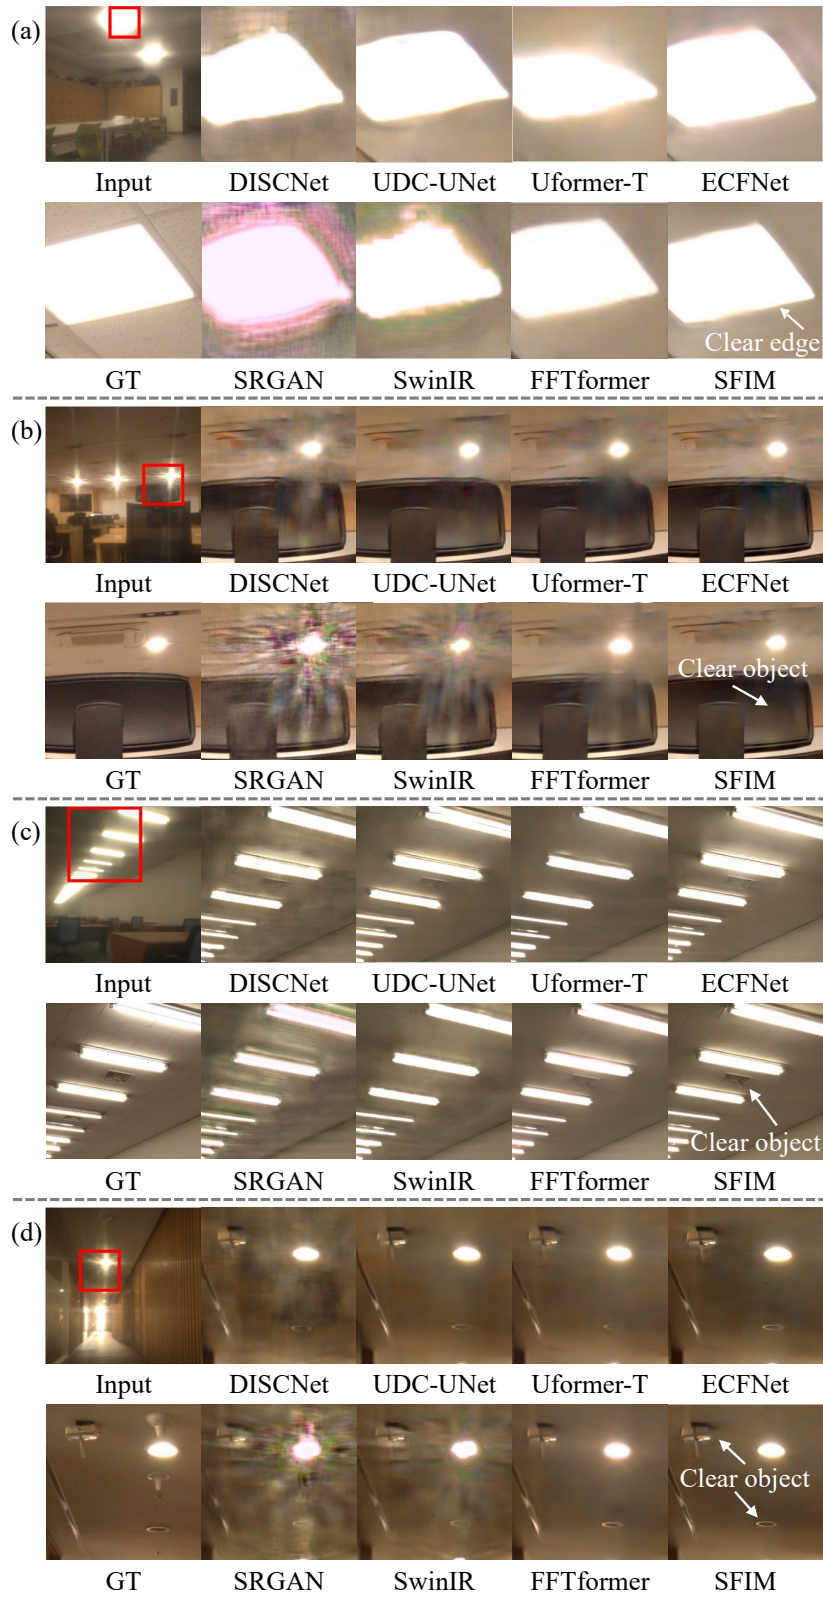 (a)
Input DISCNet UDC-UNet Uformer-T ECFNet
Clear edge
GT SRGAN SwinIR FFTformer SFIM
(b)
Input DISCNet UDC-UNet Uformer-T ECFNet
Clear object
GT SRGAN SwinIR FFTformer SFIM
(c)
Input DISCNet UDC-UNet Uformer-T ECFNet
Clear object
GT SRGAN SwinIR FFTformer SFIM
(d)
Input DISCNet UDC-UNet Uformer-T ECFNet
Clear object
GT SRGAN SwinIR FFTformer SFIM